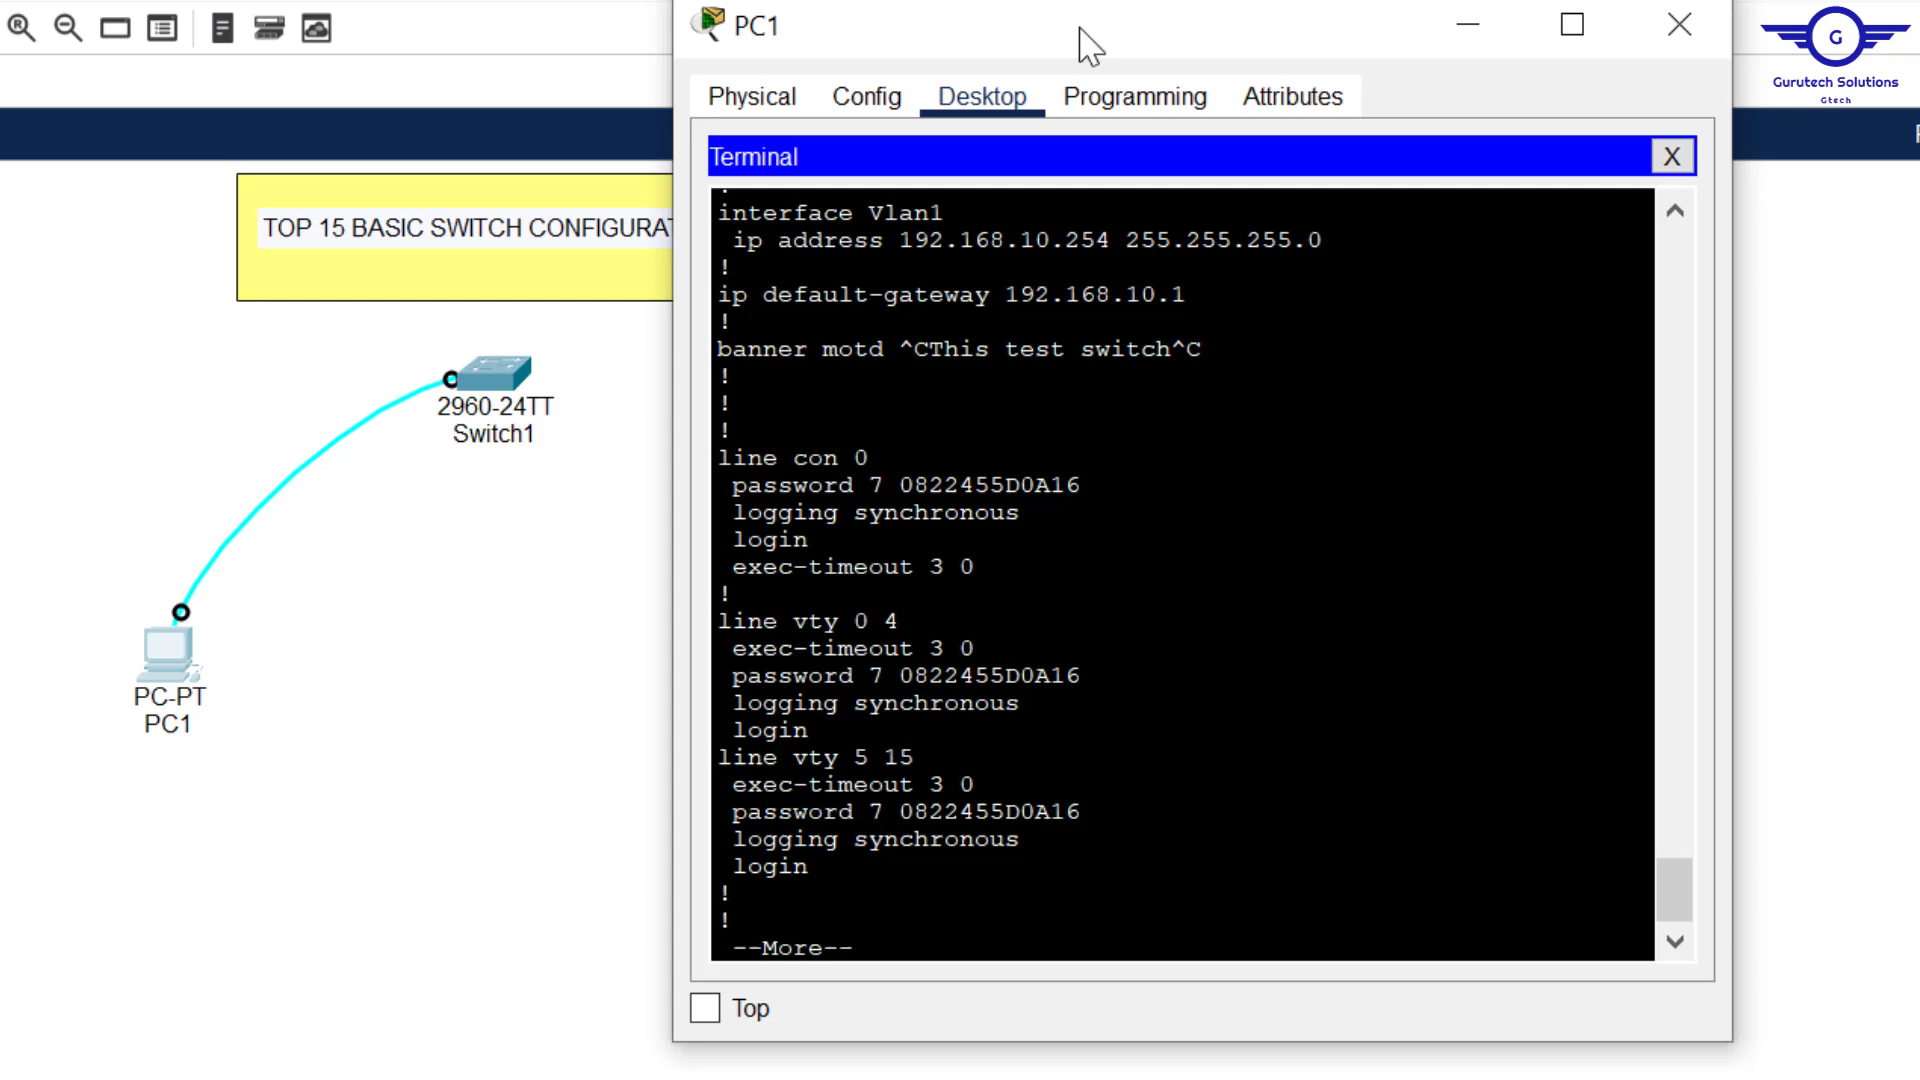 PC1
G
Gurutech Solutions
Gtech
Physical
Config
Desktop
Programming
Attributes
Terminal
X
TOP 15 BASIC SWITCH CONFIGURAT
!
interface Vlan1
ip address 192.168.10.254 255.255.255.0
!
ip default-gateway 192.168.10.1
!
banner motd ^CThis test switch^C
!
!
!
line con 0
password 7 0822455D0A16
logging synchronous
login
exec-timeout 3 0
!
line vty 0 4
exec-timeout 3 0
password 7 0822455D0A16
logging synchronous
login
line vty 5 15
exec-timeout 3 0
password 7 0822455D0A16
logging synchronous
login
!
!
--More--
2960-24TT
Switch1
PC-PT
PC1
Top